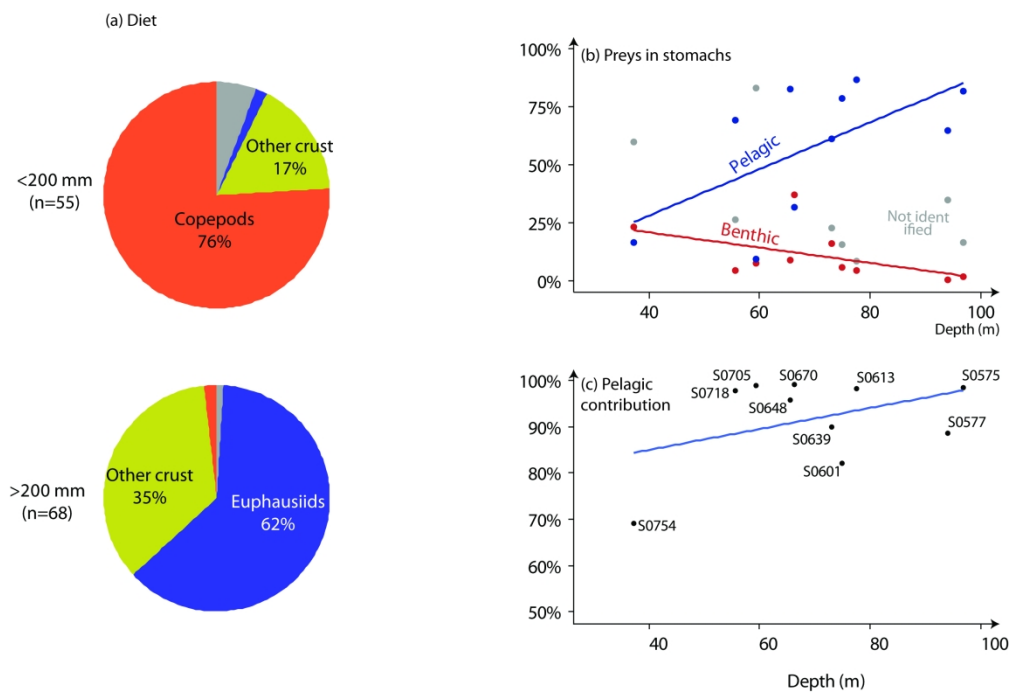 (a) Diet
Other crust
17%
<200 mm
(n=55)
Copepods
76%
Other crust
35%
>200 mm
(n=68)
Euphausiids
62%
(b) Preys in stomachs
100%
75%
50%
25%
0%
Pelagic
Benthic
Not ident
ified
40
60
80
100
Depth (m)
(c) Pelagic
contribution
100%
90%
80%
70%
60%
50%
S0705
S0670
S0613
S0575
S0718
S0648
S0577
S0639
S0601
S0754
40
60
80
100
Depth (m)